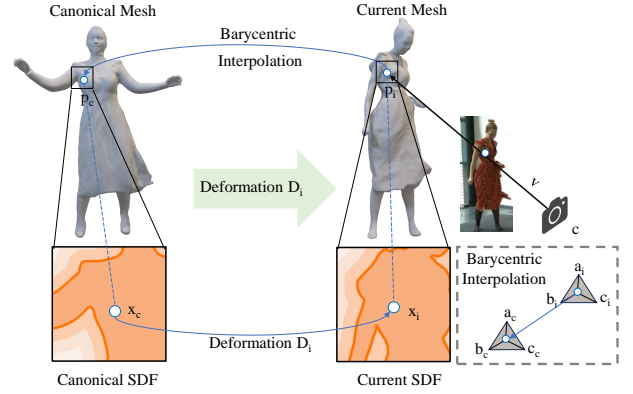 Canonical Mesh
Current Mesh
Barycentric
Interpolation
p_c
p_i
Deformation D_i
v
c
Barycentric
Interpolation
a_i
b_i
c_i
a_c
b_c
c_c
x_c
x_i
Deformation D_i
Canonical SDF
Current SDF